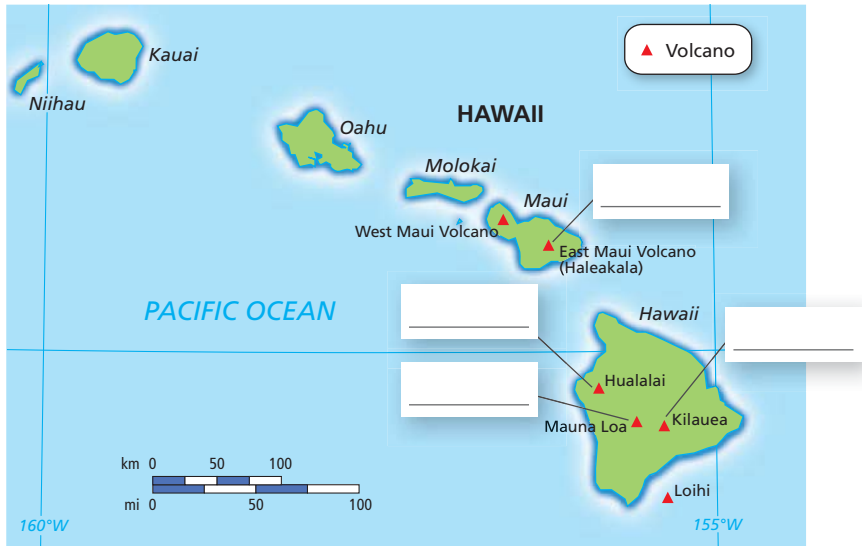 Volcano
Kauai
Niihau
HAWAII
Oahu
Molokai
Maui
West Maui Volcano
East Maui Volcano
(Haleakala)
PACIFIC OCEAN
Hawaii
Hualalai
Mauna Loa
Kilauea
km 0 50 100
mi 0 50 100
Loihi
160°W
155°W